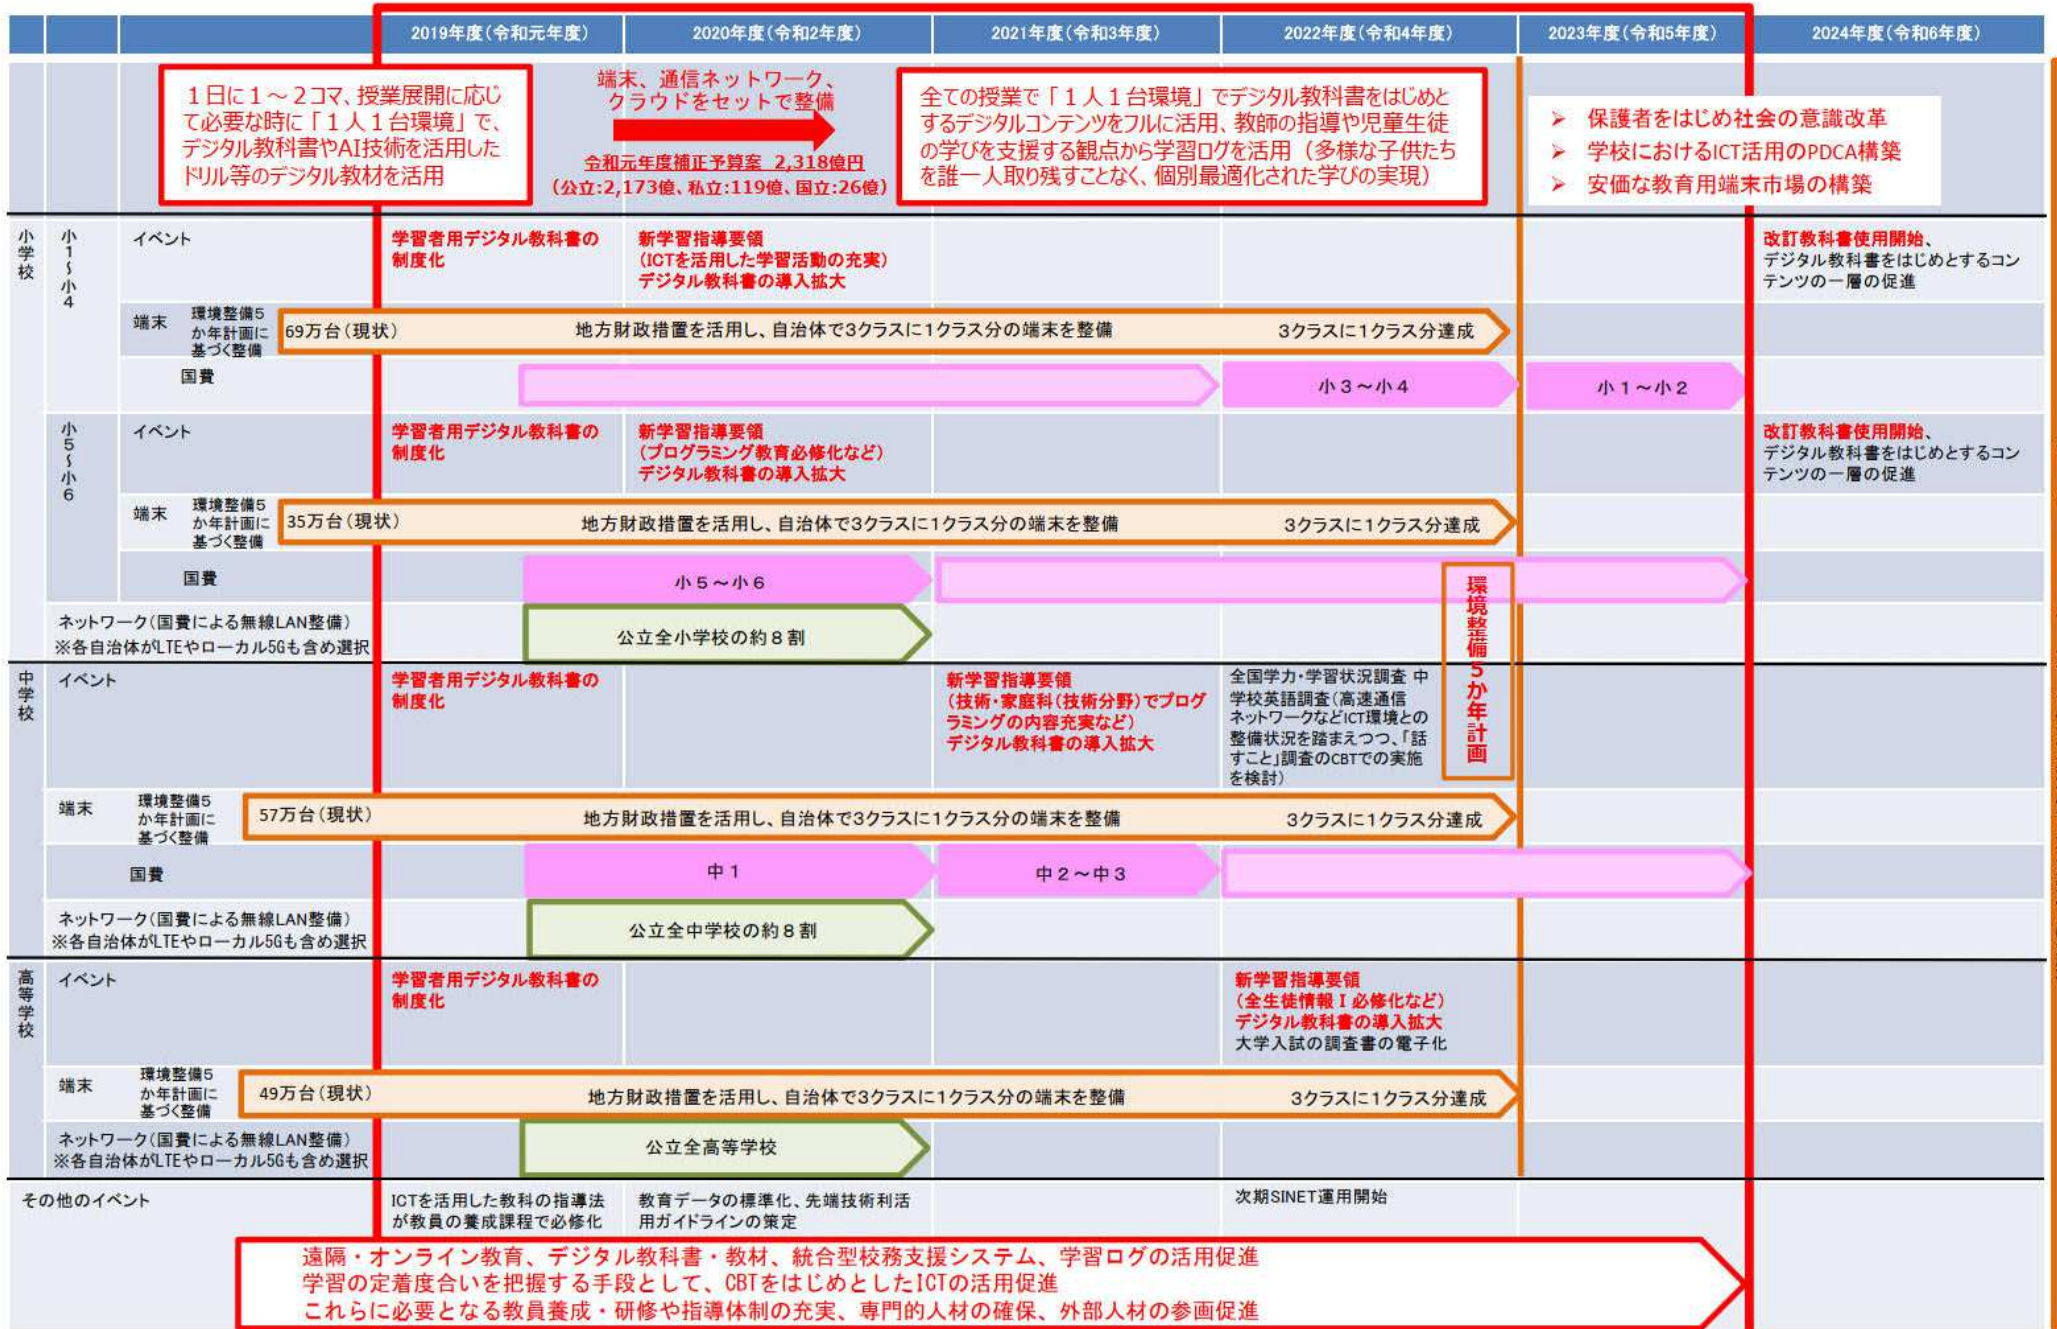 2019年度(令和元年度)
2020年度(令和2年度)
2021年度(令和3年度)
2022年度(令和4年度)
2023年度(令和5年度)
2024年度(令和6年度)
1日に1～2コマ、授業展開に応じ
て必要な時に「1人1台環境」で、
デジタル教科書やAI技術を活用した
ドリル等のデジタル教材を活用
端末、通信ネットワーク、
クラウドをセットで整備
令和元年度補正予算案 2,318億円
(公立:2,173億、私立:119億、国立:26億)
全ての授業で「1人1台環境」でデジタル教科書をはじめと
するデジタルコンテンツをフルに活用、教師の指導や児童生徒
の学びを支援する観点から学習ログを活用(多様な子供たち
を誰一人取り残すことなく、個別最適化された学びの実現)
➢ 保護者をはじめ社会の意識改革
➢ 学校におけるICT活用のPDCA構築
➢ 安価な教育用端末市場の構築
小学校
小1～小4
イベント
学習者用デジタル教科書の
制度化
新学習指導要領
(ICTを活用した学習活動の充実)
デジタル教科書の導入拡大
改訂教科書使用開始、
デジタル教科書をはじめとするコン
テンツの一層の促進
端末
環境整備5
か年計画に
基づく整備
69万台(現状)
地方財政措置を活用し、自治体で3クラスに1クラス分の端末を整備
3クラスに1クラス分達成
国費
小3～小4
小1～小2
小5～小6
イベント
学習者用デジタル教科書の
制度化
新学習指導要領
(プログラミング教育必修化など)
デジタル教科書の導入拡大
改訂教科書使用開始、
デジタル教科書をはじめとするコン
テンツの一層の促進
端末
環境整備5
か年計画に
基づく整備
35万台(現状)
地方財政措置を活用し、自治体で3クラスに1クラス分の端末を整備
3クラスに1クラス分達成
国費
小5～小6
環境整備5か年計画
ネットワーク(国費による無線LAN整備)
※各自治体がLTEやローカル5Gも含め選択
公立全小学校の約8割
中学校
イベント
学習者用デジタル教科書の
制度化
新学習指導要領
(技術・家庭科(技術分野)でプログ
ラミングの内容充実など)
デジタル教科書の導入拡大
全国学力・学習状況調査 中
学校英語調査(高速通信
ネットワークなどICT環境との
整備状況を踏まえつつ、「話
すこと」調査のCBTでの実施
を検討)
端末
環境整備5
か年計画に
基づく整備
57万台(現状)
地方財政措置を活用し、自治体で3クラスに1クラス分の端末を整備
3クラスに1クラス分達成
国費
中1
中2～中3
ネットワーク(国費による無線LAN整備)
※各自治体がLTEやローカル5Gも含め選択
公立全中学校の約8割
高等学校
イベント
学習者用デジタル教科書の
制度化
新学習指導要領
(全生徒情報Ⅰ必修化など)
デジタル教科書の導入拡大
大学入試の調査書の電子化
端末
環境整備5
か年計画に
基づく整備
49万台(現状)
地方財政措置を活用し、自治体で3クラスに1クラス分の端末を整備
3クラスに1クラス分達成
ネットワーク(国費による無線LAN整備)
※各自治体がLTEやローカル5Gも含め選択
公立全高等学校
その他のイベント
ICTを活用した教科の指導法
が教員の養成課程で必修化
教育データの標準化、先端技術利活
用ガイドラインの策定
次期SINET運用開始
遠隔・オンライン教育、デジタル教科書・教材、統合型校務支援システム、学習ログの活用促進
学習の定着度合いを把握する手段として、CBTをはじめとしたICTの活用促進
これらに必要となる教員養成・研修や指導体制の充実、専門的人材の確保、外部人材の参画促進